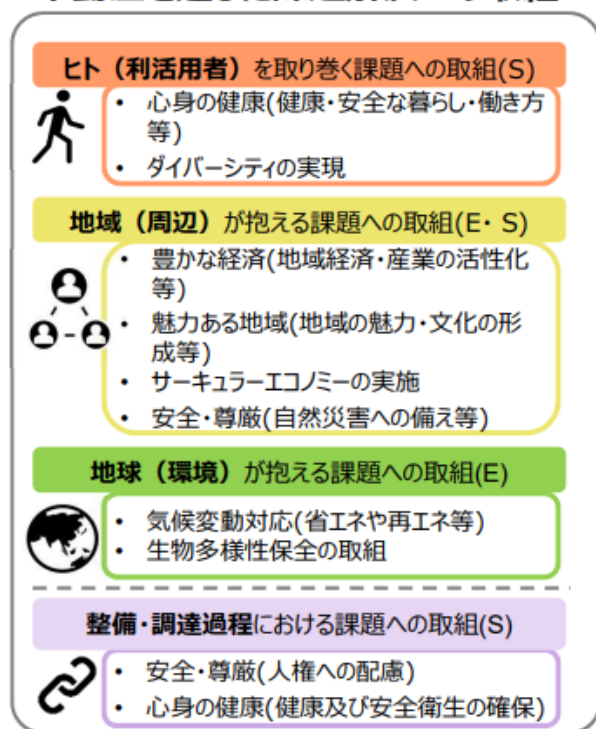 ヒト（利活用者）を取り巻く課題への取組(S)
• 心身の健康(健康・安全な暮らし・働き方
等)
• ダイバーシティの実現
地域（周辺）が抱える課題への取組(E・S)
• 豊かな経済(地域経済・産業の活性化
等)
• 魅力ある地域(地域の魅力・文化の形
成等)
• サーキュラーエコノミーの実施
• 安全・尊厳(自然災害への備え等)
地球（環境）が抱える課題への取組(E)
• 気候変動対応(省エネや再エネ等)
• 生物多様性保全の取組
整備・調達過程における課題への取組(S)
• 安全・尊厳(人権への配慮)
• 心身の健康(健康及び安全衛生の確保)